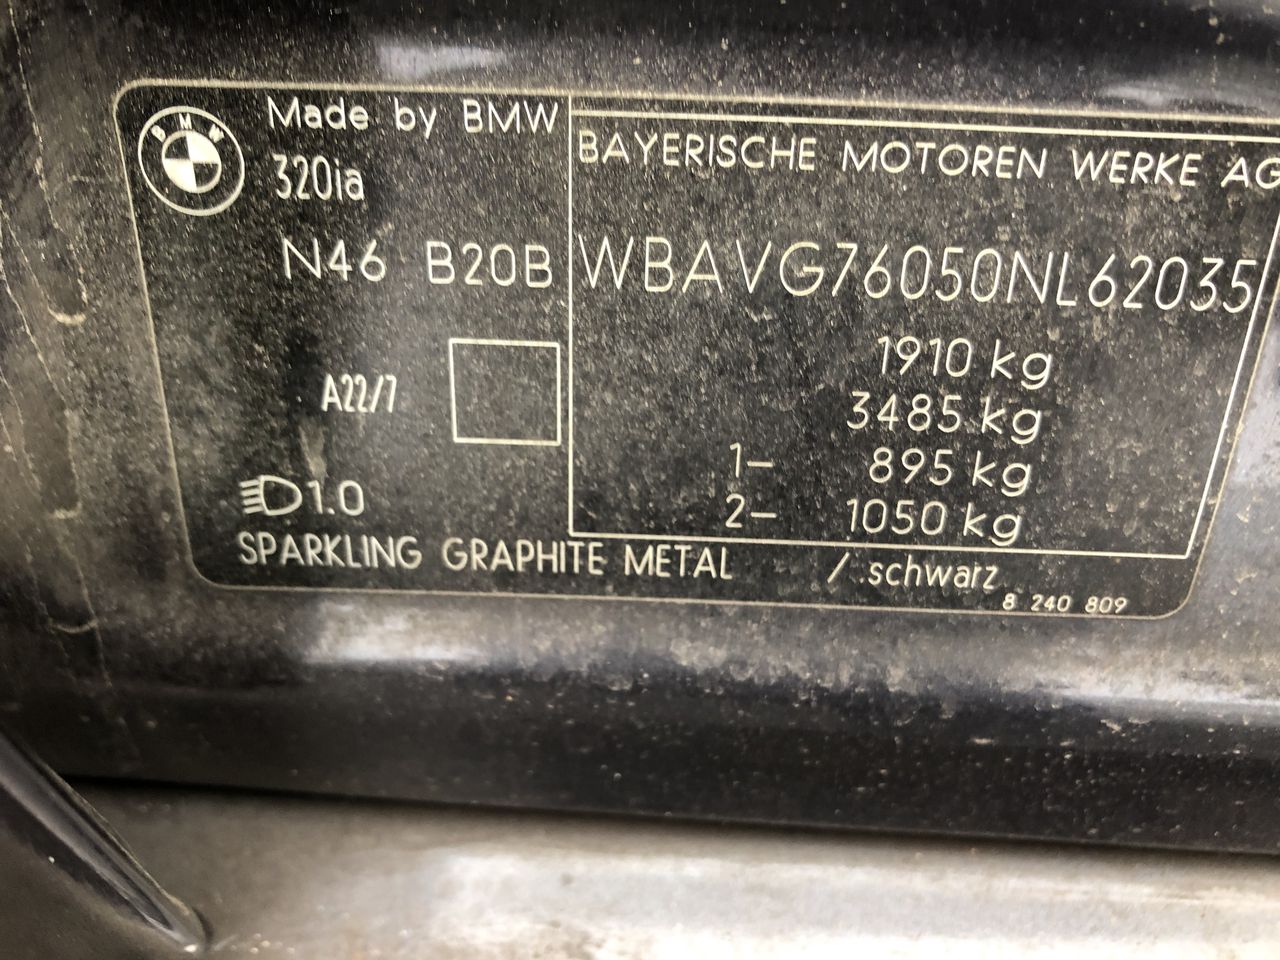 BMW
Made by BMW
320ia
N46 B20B
A22/7
1.0
SPARKLING GRAPHITE METAL / schwarz
BAYERISCHE MOTOREN WERKE AG
WBAVG76050NL62035
1910 kg
3485 kg
1- 895 kg
2- 1050 kg
8 240 809